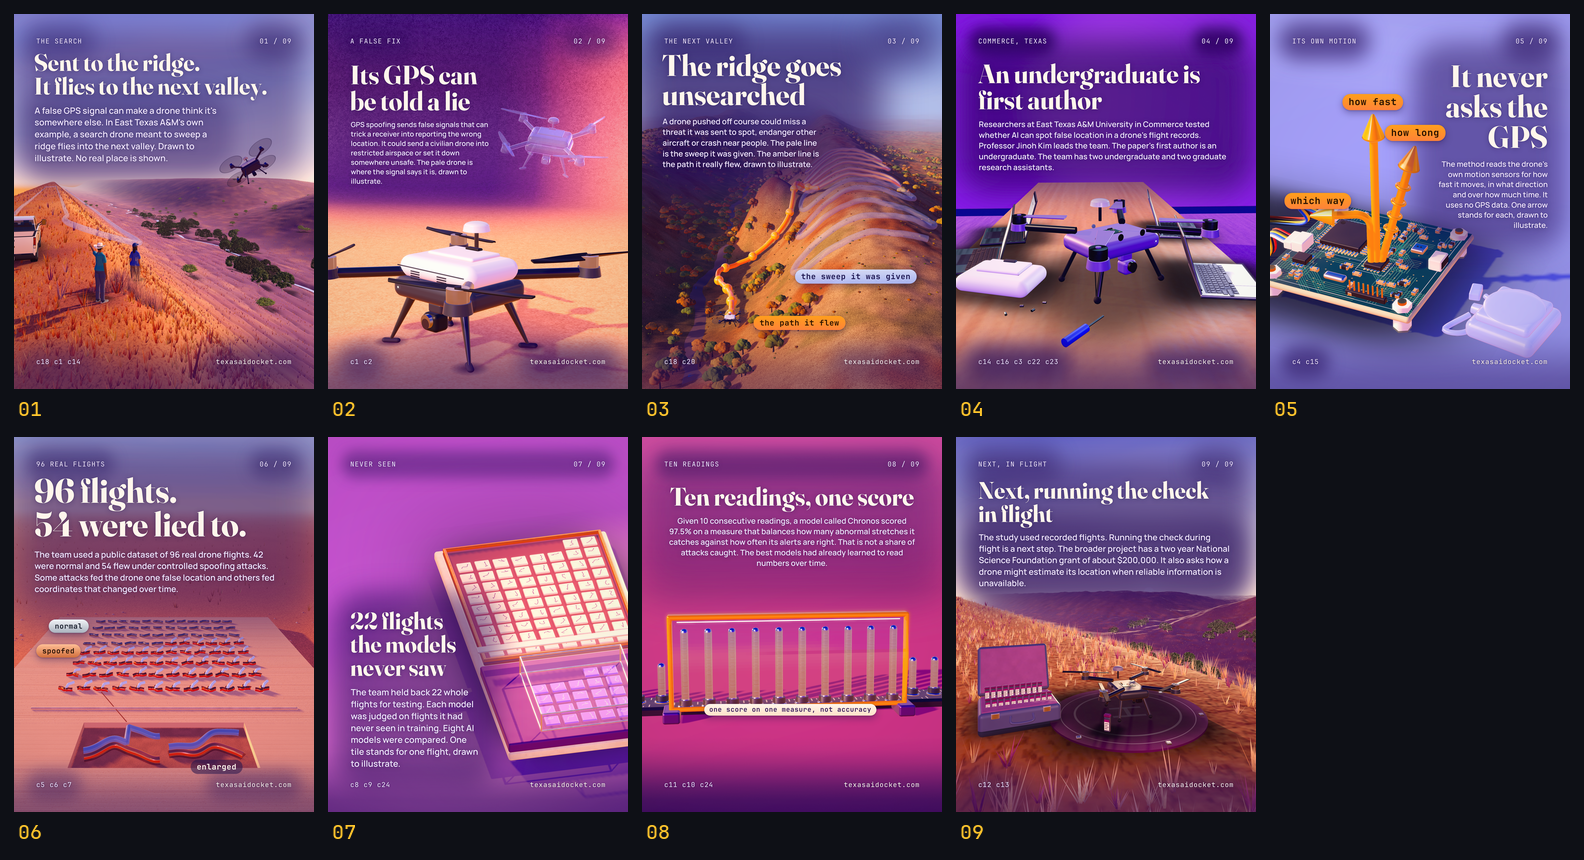 THE SEARCH
01 / 09
Sent to the ridge.
It flies to the next valley.
A false GPS signal can make a drone think it's
somewhere else. In East Texas A&M's own
example, a search drone meant to sweep a
ridge flies into the next valley. Drawn to
illustrate. No real place is shown.
c18 c1 c14
texasaidocket.com
01
A FALSE FIX
02 / 09
Its GPS can
be told a lie
GPS spoofing sends false signals that can
trick a receiver into reporting the wrong
location. It could send a civilian drone into
restricted airspace or set it down
somewhere unsafe. The pale drone is
where the signal says it is, drawn to
illustrate.
c1 c2
texasaidocket.com
02
THE NEXT VALLEY
03 / 09
The ridge goes
unsearched
A drone pushed off course could miss a
threat it was sent to spot, endanger other
aircraft or crash near people. The pale line
is the sweep it was given. The amber line is
the path it really flew, drawn to illustrate.
the sweep it was given
the path it flew
c18 c20
texasaidocket.com
03
COMMERCE, TEXAS
04 / 09
An undergraduate is
first author
Researchers at East Texas A&M University in Commerce tested
whether AI can spot false location in a drone's flight records.
Professor Jinoh Kim leads the team. The paper's first author is an
undergraduate. The team has two undergraduate and two graduate
research assistants.
c14 c16 c3 c22 c23
texasaidocket.com
04
ITS OWN MOTION
05 / 09
It never
asks the
GPS
how fast
how long
which way
The method reads the drone's
own motion sensors for how
fast it moves, in what direction
and over how much time. It
uses no GPS data. One arrow
stands for each, drawn to
illustrate.
c4 c15
texasaidocket.com
05
96 REAL FLIGHTS
06 / 09
96 flights.
54 were lied to.
The team used a public dataset of 96 real drone flights. 42
were normal and 54 flew under controlled spoofing attacks.
Some attacks fed the drone one false location and others fed
coordinates that changed over time.
normal
spoofed
enlarged
c5 c6 c7
texasaidocket.com
06
NEVER SEEN
07 / 09
22 flights
the models
never saw
The team held back 22 whole
flights for testing. Each model
was judged on flights it had
never seen in training. Eight AI
models were compared. One
tile stands for one flight, drawn
to illustrate.
c8 c9 c24
texasaidocket.com
07
TEN READINGS
08 / 09
Ten readings, one score
Given 10 consecutive readings, a model called Chronos scored
97.5% on a measure that balances how many abnormal stretches it
catches against how often its alerts are right. That is not a share of
attacks caught. The best models had already learned to read
numbers over time.
one score on one measure, not accuracy
c11 c10 c24
texasaidocket.com
08
NEXT, IN FLIGHT
09 / 09
Next, running the check
in flight
The study used recorded flights. Running the check during
flight is a next step. The broader project has a two year National
Science Foundation grant of about $200,000. It also asks how a
drone might estimate its location when reliable information is
unavailable.
c12 c13
texasaidocket.com
09